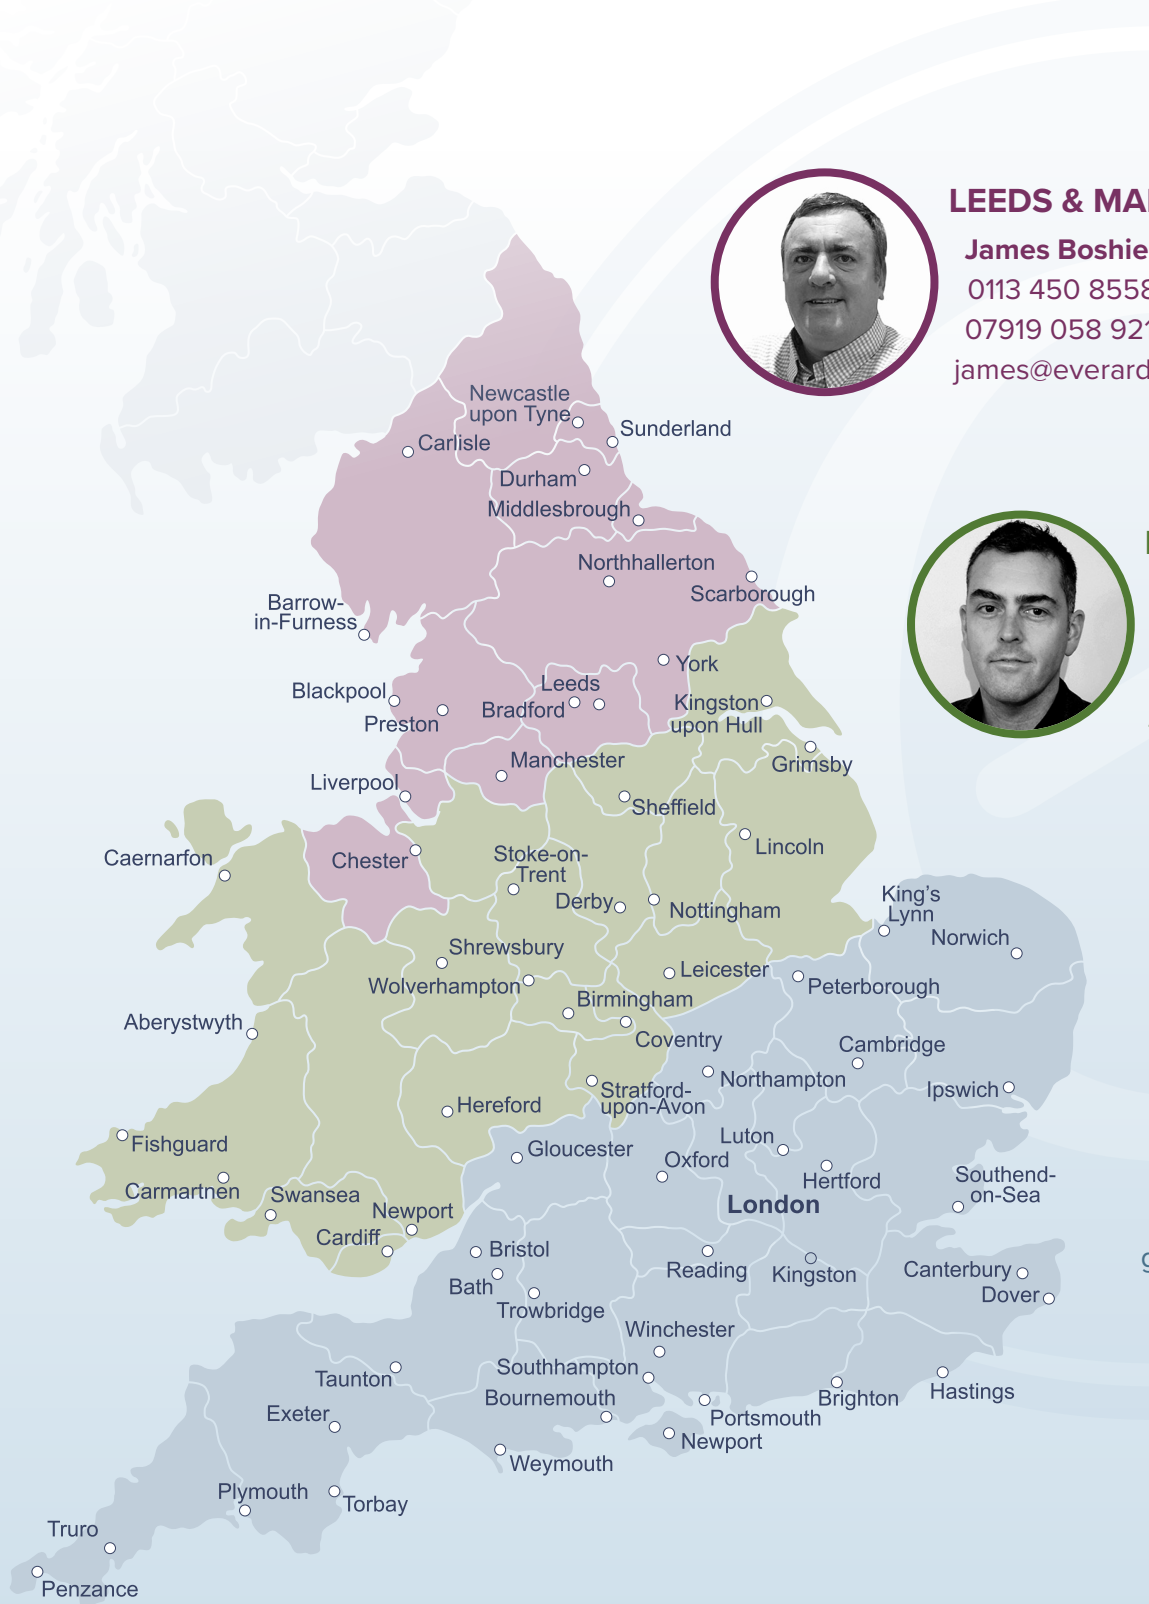 LEEDS & MA
James Boshie
0113 450 8558
07919 058 921
james@everard
Newcastle
upon Tyne
Sunderland
Carlisle
Durham
Middlesbrough
Northhallerton
Scarborough
Barrow-
in-Furness
York
Leeds
Blackpool
Bradford
Kingston
upon Hull
Preston
Manchester
Grimsby
Liverpool
Sheffield
Lincoln
Caernarfon
Chester
Stoke-on-
Trent
Derby
Nottingham
King's
Lynn
Norwich
Shrewsbury
Leicester
Wolverhampton
Peterborough
Birmingham
Aberystwyth
Coventry
Cambridge
Northampton
Ipswich
Stratford-
upon-Avon
Hereford
Fishguard
Gloucester
Luton
Oxford
Hertford
Southend-
on-Sea
Carmartnen
Swansea
London
Newport
Cardiff
Bristol
Reading
Kingston
Canterbury
Bath
Dover
Trowbridge
Winchester
Southhampton
Taunton
Bournemouth
Brighton
Hastings
Exeter
Portsmouth
Newport
Weymouth
Plymouth
Torbay
Truro
Penzance